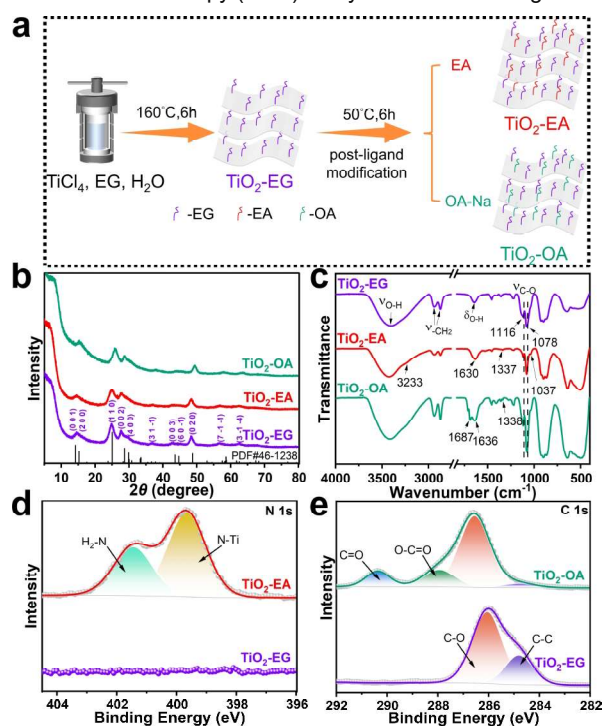 a
160°C,6h
50°C,6h
post-ligand
modification
EA
TiO2-EA
OA-Na
TiO2-OA
TiCl4, EG, H2O
TiO2-EG
-EG
-EA
-OA
b
Intensity
TiO2-OA
TiO2-EA
TiO2-EG
(0 0 1)
(2 0 0)
(1 1 0)
(0 0 2)
(4 0 3)
(3 1 -1)
(0 0 3)
(6 0 -1)
(0 2 0)
(7 -1 -4)
(3 -1 -4)
PDF#46-1238
10 20 30 40 50 60 70 80
2θ (degree)
c
Transmittance
TiO2-EG
νO-H
ν-CH2
δO-H
νC-O
1116
1078
TiO2-EA
3233
1630
1337
1037
TiO2-OA
1687
1636
1336
4000 3000 2000 1500 1000 500
Wavenumber (cm-1)
d
N 1s
Intensity
H2-N
N-Ti
TiO2-EA
TiO2-EG
404 402 400 398 396
Binding Energy (eV)
e
C 1s
Intensity
C=O
O-C=O
TiO2-OA
C-O
C-C
TiO2-EG
292 290 288 286 284 282
Binding Energy (eV)